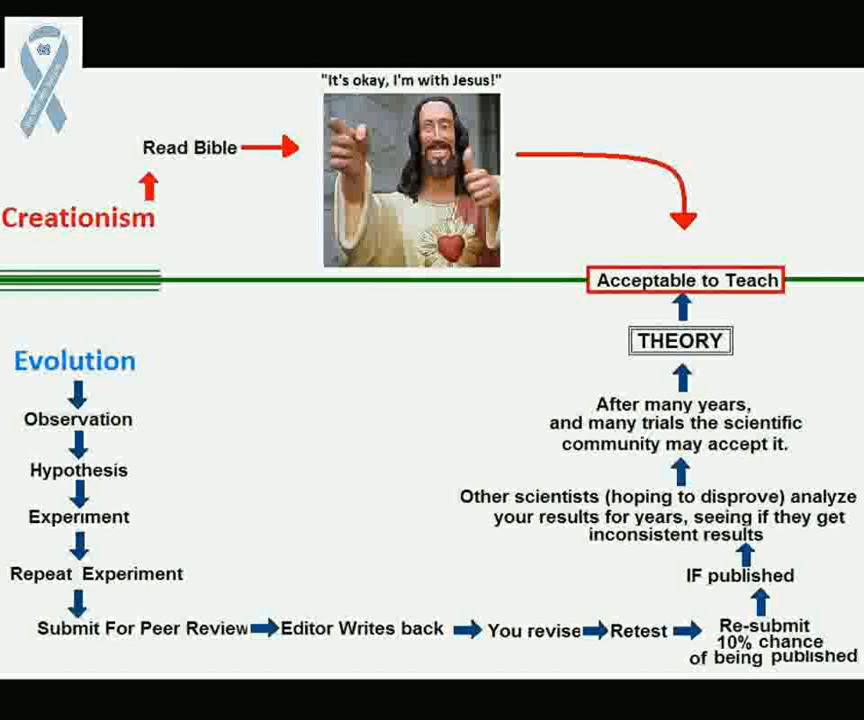 "It's okay, I'm with Jesus!"
Read Bible
Creationism
Acceptable to Teach
THEORY
Evolution
Observation
Hypothesis
Experiment
Repeat Experiment
Submit For Peer Review
Editor Writes back
You revise
Retest
Re-submit
10% chance
of being published
IF published
Other scientists (hoping to disprove) analyze
your results for years, seeing if they get
inconsistent results
After many years,
and many trials the scientific
community may accept it.